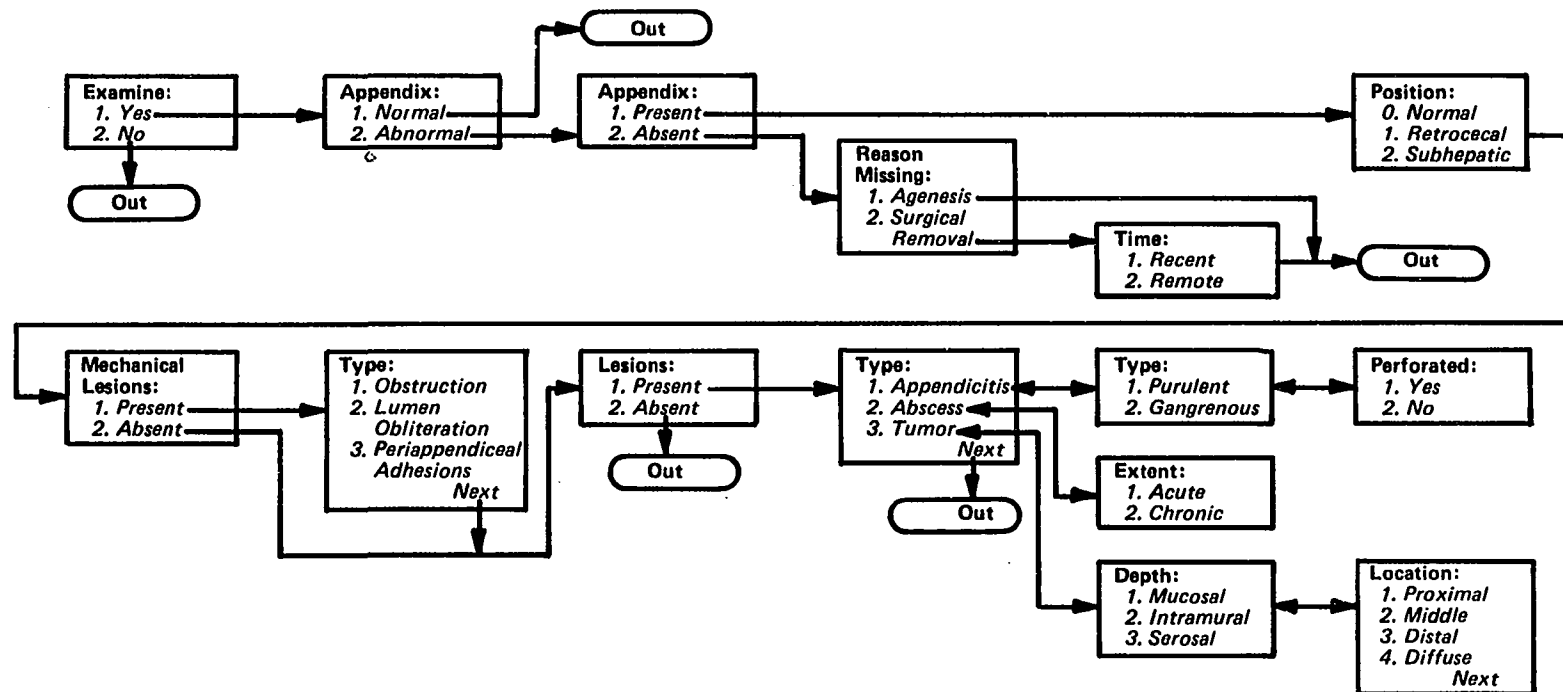 Out
Examine:
1. Yes
2. No
Out
Appendix:
1. Normal
2. Abnormal
Appendix:
1. Present
2. Absent
Position:
0. Normal
1. Retrocecal
2. Subhepatic
Reason
Missing:
1. Agenesis
2. Surgical
Removal
Time:
1. Recent
2. Remote
Out
Mechanical
Lesions:
1. Present
2. Absent
Type:
1. Obstruction
2. Lumen
Obliteration
3. Periappendiceal
Adhesions
Next
Lesions:
1. Present
2. Absent
Out
Type:
1. Appendicitis
2. Abscess
3. Tumor
Next
Out
Type:
1. Purulent
2. Gangrenous
Perforated:
1. Yes
2. No
Extent:
1. Acute
2. Chronic
Depth:
1. Mucosal
2. Intramural
3. Serosal
Location:
1. Proximal
2. Middle
3. Distal
4. Diffuse
Next